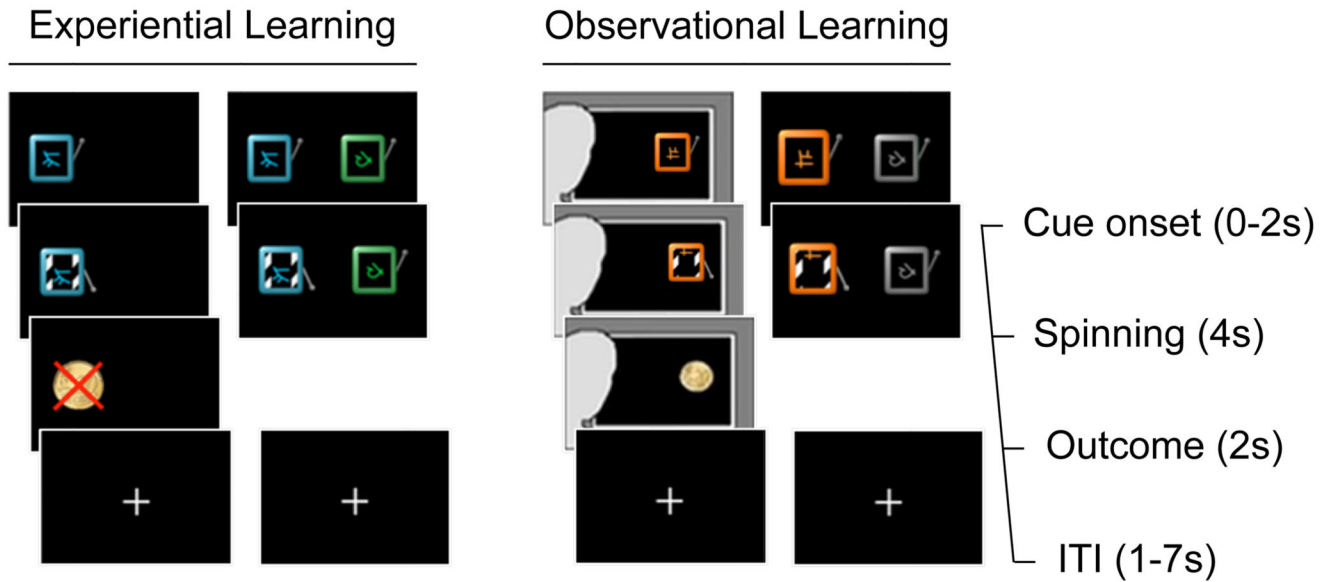 Experiential Learning
Observational Learning
Cue onset (0-2s)
Spinning (4s)
Outcome (2s)
ITI (1-7s)